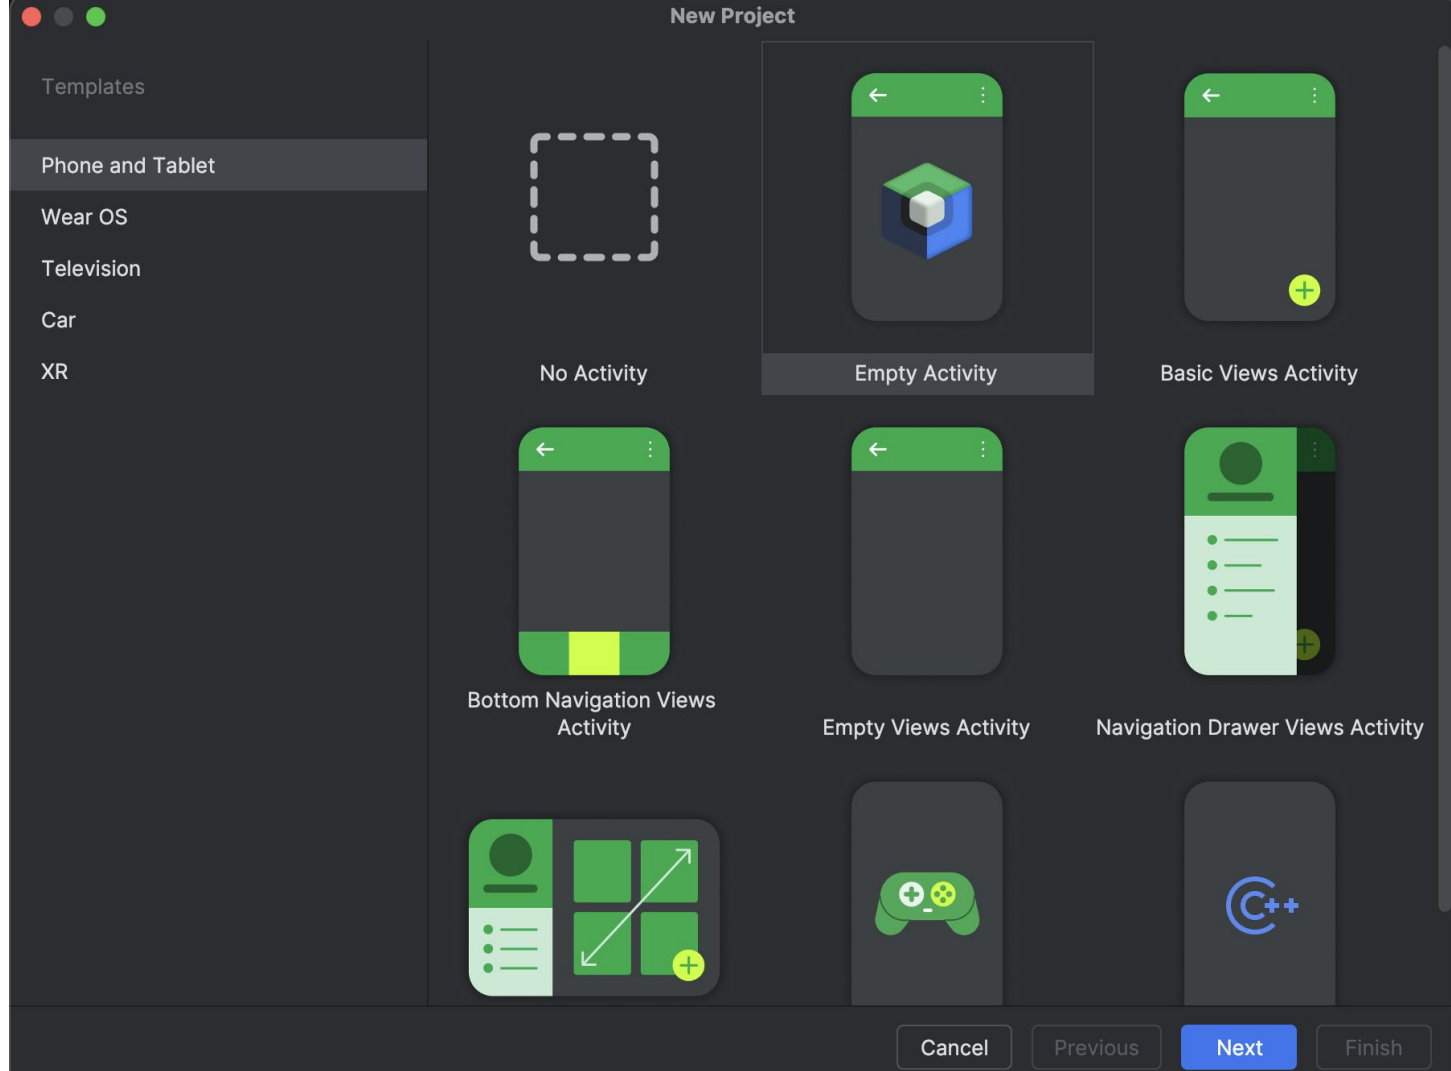 New Project
Templates
Phone and Tablet
Wear OS
Television
Car
XR
No Activity
Empty Activity
Basic Views Activity
Bottom Navigation Views
Activity
Empty Views Activity
Navigation Drawer Views Activity
C++
Cancel
Previous
Next
Finish